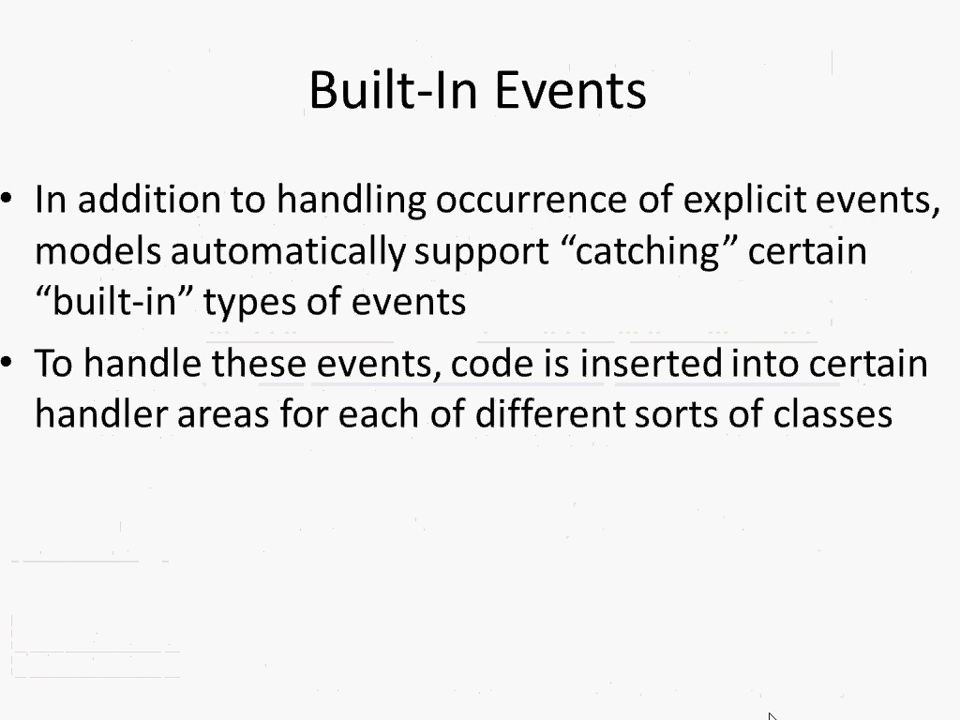 Built-In Events
• In addition to handling occurrence of explicit events,
models automatically support “catching” certain
“built-in” types of events
• To handle these events, code is inserted into certain
handler areas for each of different sorts of classes